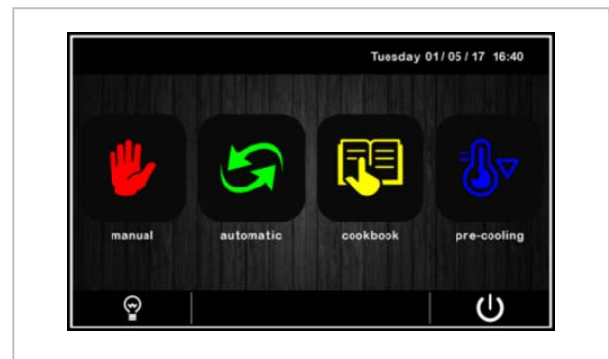 Tuesday 01/05/17 16:40
manual
automatic
cookbook
pre-cooling